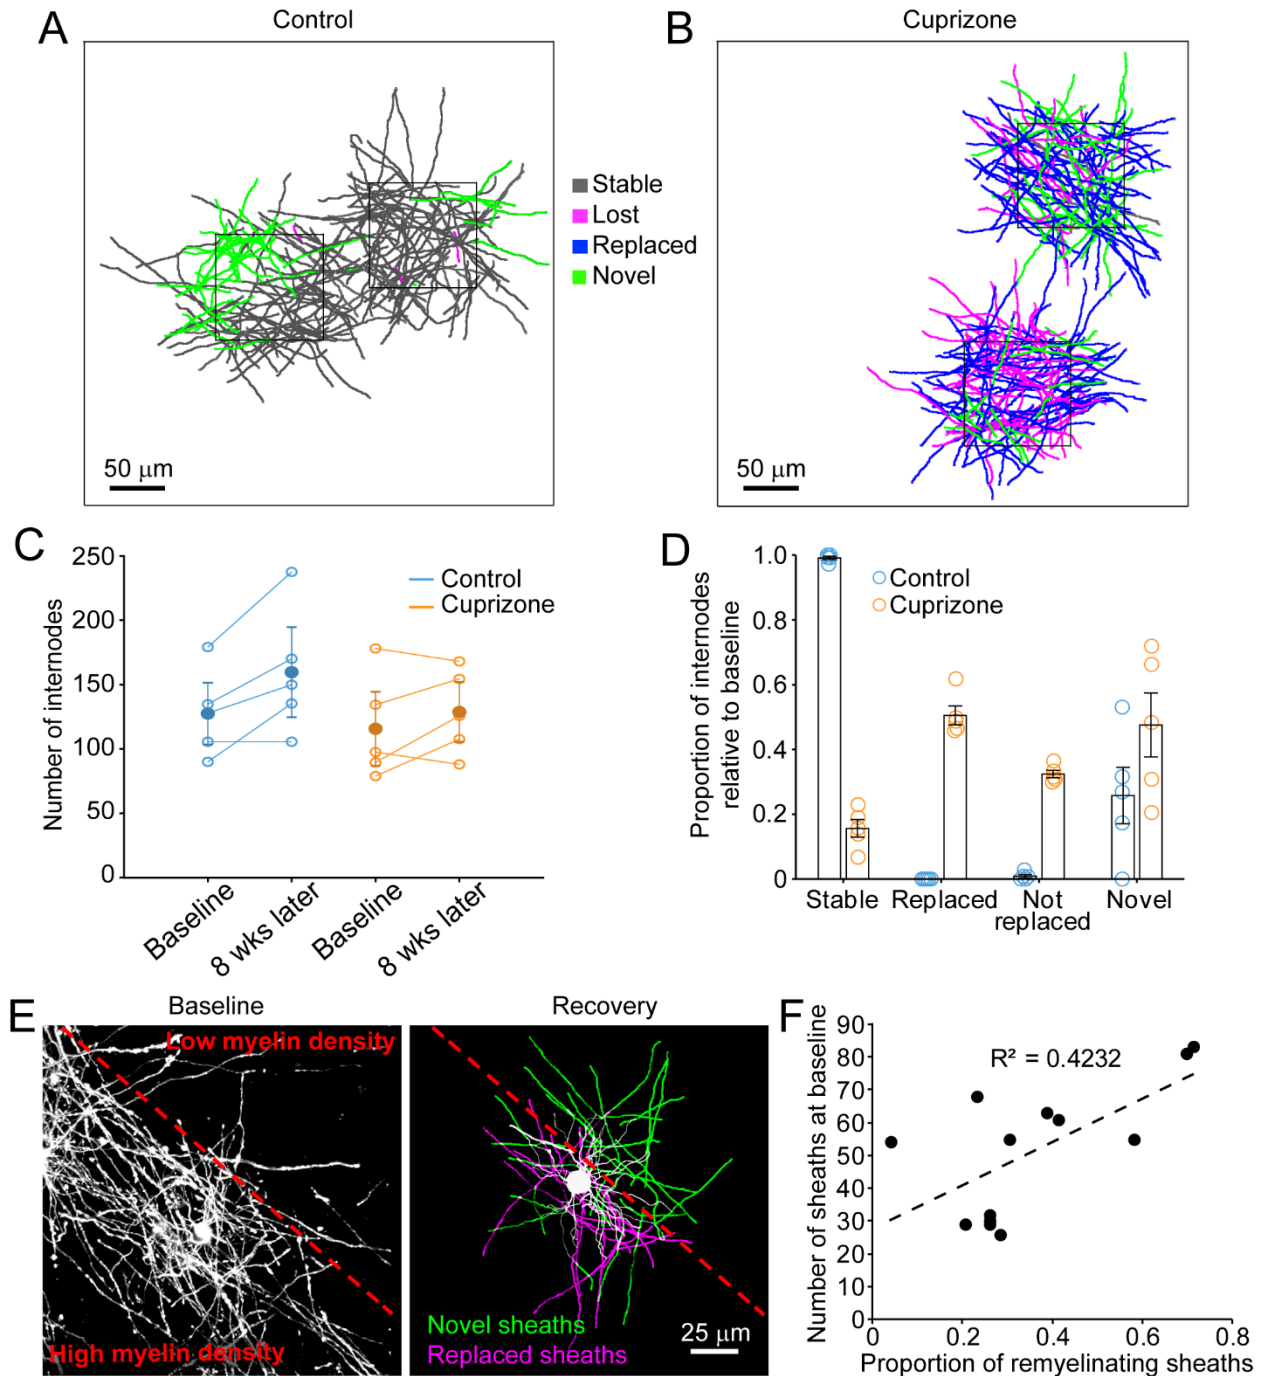 A
Control
Stable
Lost
Replaced
Novel
50 μm
B
Cuprizone
50 μm
C
Number of internodes
250
200
150
100
50
0
Control
Cuprizone
Baseline
8 wks later
Baseline
8 wks later
D
Proportion of internodes
relative to baseline
1.0
0.8
0.6
0.4
0.2
0
Control
Cuprizone
Stable
Replaced
Not
replaced
Novel
E
Baseline
Low myelin density
High myelin density
Recovery
Novel sheaths
Replaced sheaths
25 μm
F
Number of sheaths at baseline
90
80
70
60
50
40
30
20
10
0
R² = 0.4232
0
0.2
0.4
0.6
0.8
Proportion of remyelinating sheaths